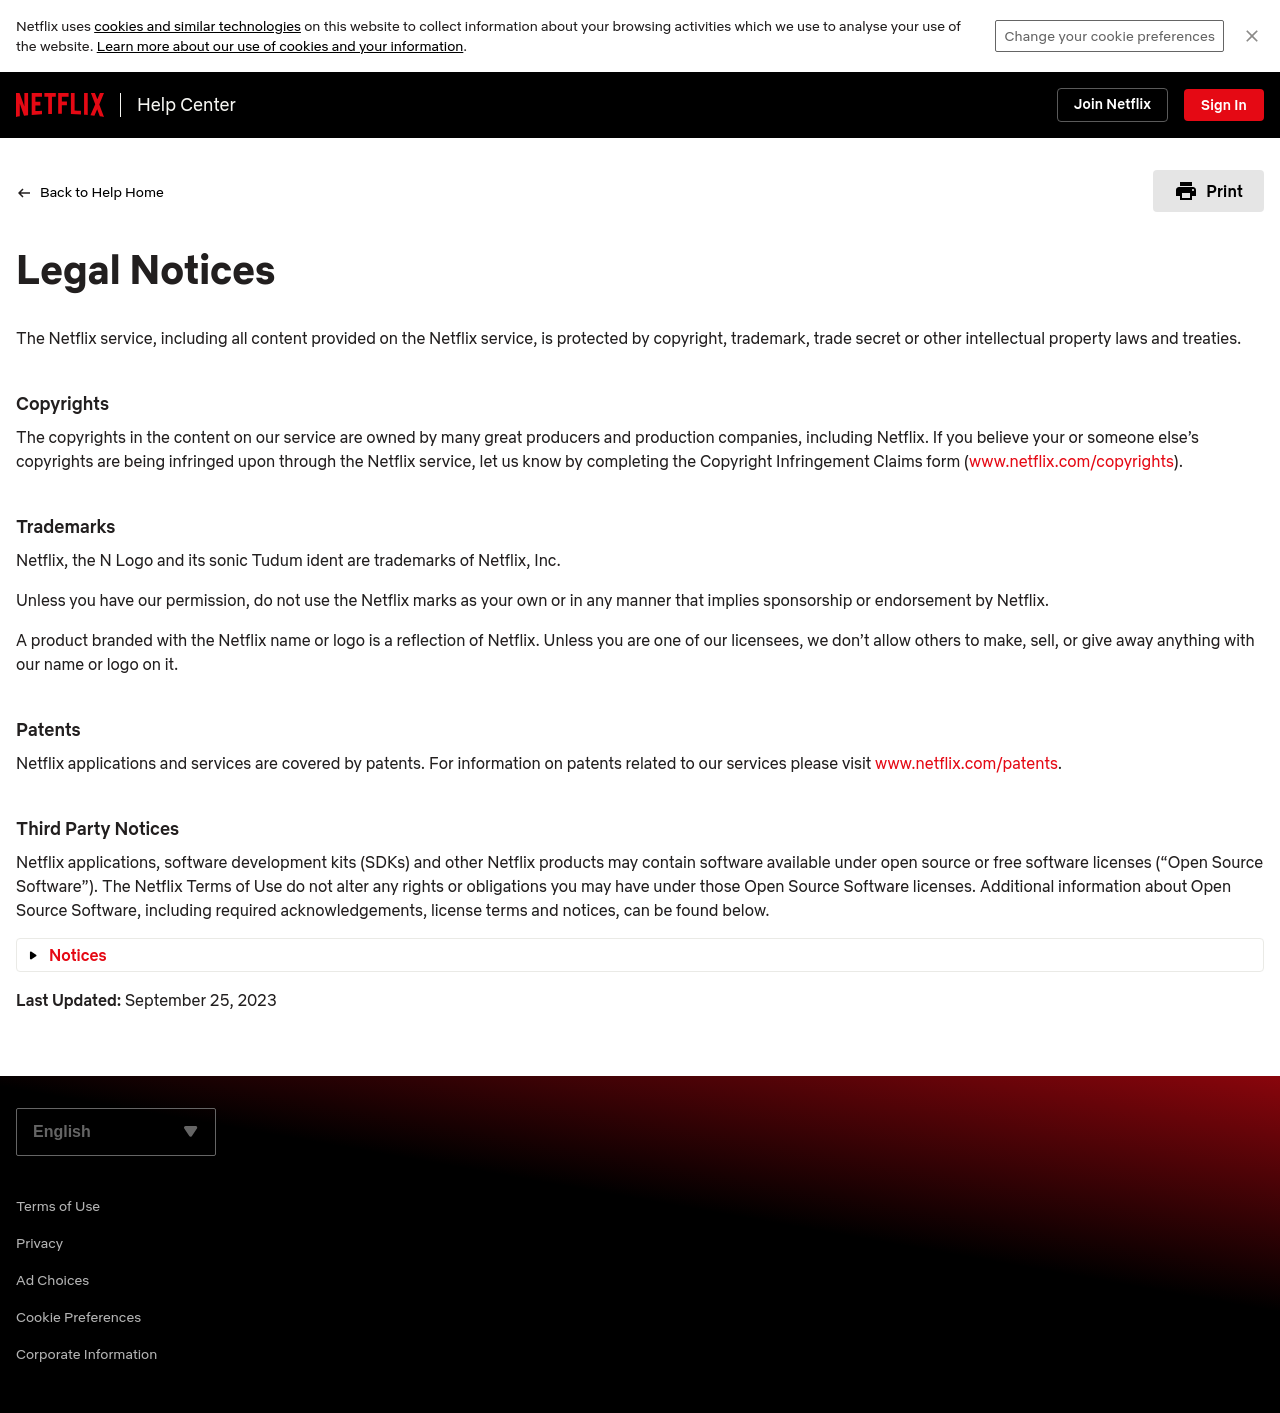 Netflix uses cookies and similar technologies on this website to collect information about your browsing activities which we use to analyse your use of
the website. Learn more about our use of cookies and your information.
Change your cookie preferences
NETFLIX
Help Center
Join Netflix
Sign In
Back to Help Home
Print
Legal Notices
The Netflix service, including all content provided on the Netflix service, is protected by copyright, trademark, trade secret or other intellectual property laws and treaties.
Copyrights
The copyrights in the content on our service are owned by many great producers and production companies, including Netflix. If you believe your or someone else’s
copyrights are being infringed upon through the Netflix service, let us know by completing the Copyright Infringement Claims form (www.netflix.com/copyrights).
Trademarks
Netflix, the N Logo and its sonic Tudum ident are trademarks of Netflix, Inc.
Unless you have our permission, do not use the Netflix marks as your own or in any manner that implies sponsorship or endorsement by Netflix.
A product branded with the Netflix name or logo is a reflection of Netflix. Unless you are one of our licensees, we don’t allow others to make, sell, or give away anything with
our name or logo on it.
Patents
Netflix applications and services are covered by patents. For information on patents related to our services please visit www.netflix.com/patents.
Third Party Notices
Netflix applications, software development kits (SDKs) and other Netflix products may contain software available under open source or free software licenses (“Open Source
Software”). The Netflix Terms of Use do not alter any rights or obligations you may have under those Open Source Software licenses. Additional information about Open
Source Software, including required acknowledgements, license terms and notices, can be found below.
Notices
Last Updated: September 25, 2023
English
Terms of Use
Privacy
Ad Choices
Cookie Preferences
Corporate Information